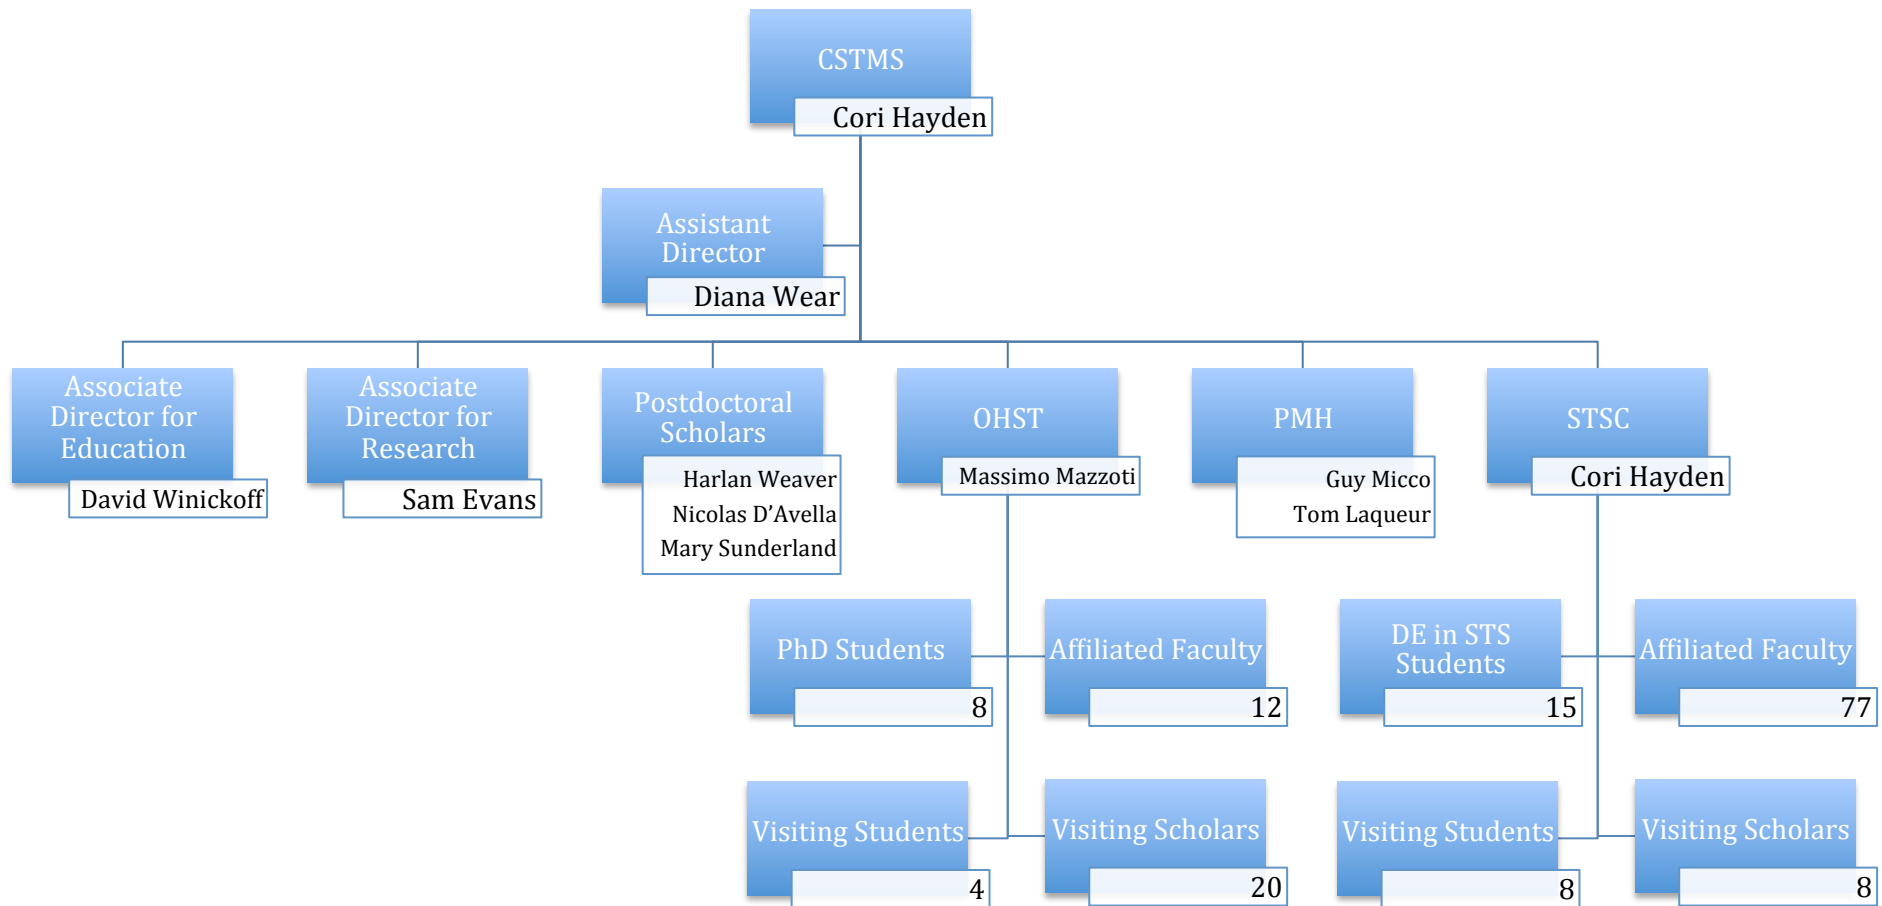 CSTMS
Cori Hayden
Assistant
Director
Diana Wear
Associate
Director for
Education
David Winickoff
Associate
Director for
Research
Sam Evans
Postdoctoral
Scholars
Harlan Weaver
Nicolas D’Avella
Mary Sunderland
OHST
Massimo Mazzoti
PMH
Guy Micco
Tom Laqueur
STSC
Cori Hayden
PhD Students
8
Affiliated Faculty
12
DE in STS
Students
15
Affiliated Faculty
77
Visiting Students
4
Visiting Scholars
20
Visiting Students
8
Visiting Scholars
8